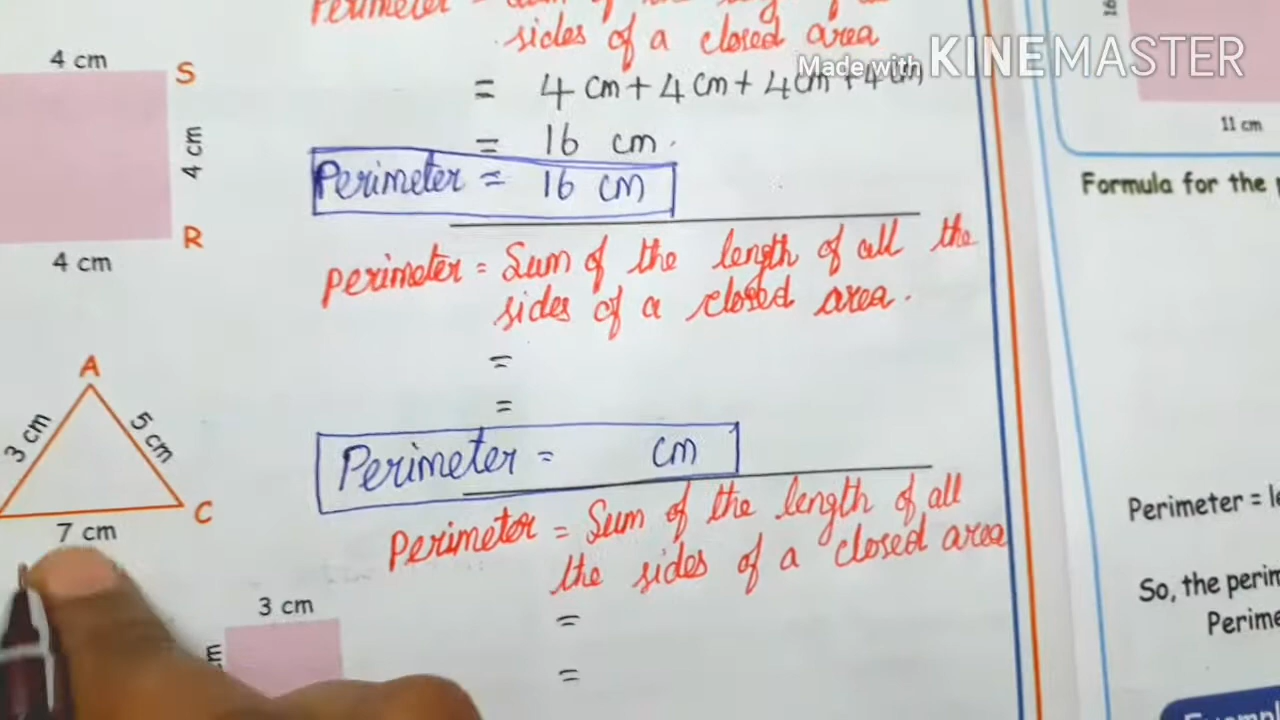 4 cm
S
4 cm
R
4 cm
sides of a closed area
= 4 cm + 4 cm + 4 cm + 4 cm
= 16 cm.
Perimeter = 16 cm
Perimeter = Sum of the length of all the
sides of a closed area.
=
=
Perimeter = cm
A
3 cm
5 cm
C
7 cm
Perimeter = Sum of the length of all
the sides of a closed area
=
=
3 cm
Made with KINEMASTER
16
11 cm
Formula for the
Perimeter =
So, the